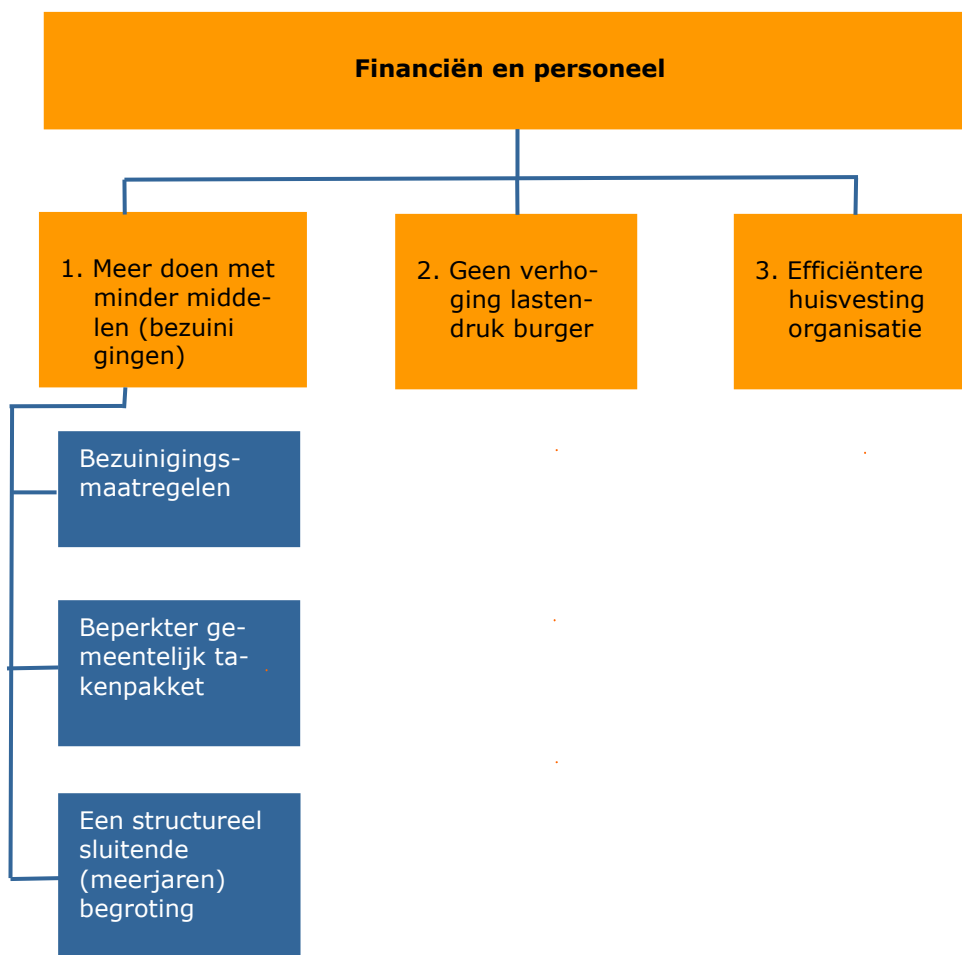 Financiën en personeel
1. Meer doen met
minder midde-
len (bezuini
gingen)
2. Geen verho-
ging lasten-
druk burger
3. Efficiëntere
huisvesting
organisatie
Bezuinigings-
maatregelen
Beperkter ge-
meentelijk ta-
kenpakket
Een structureel
sluitende
(meerjaren)
begroting